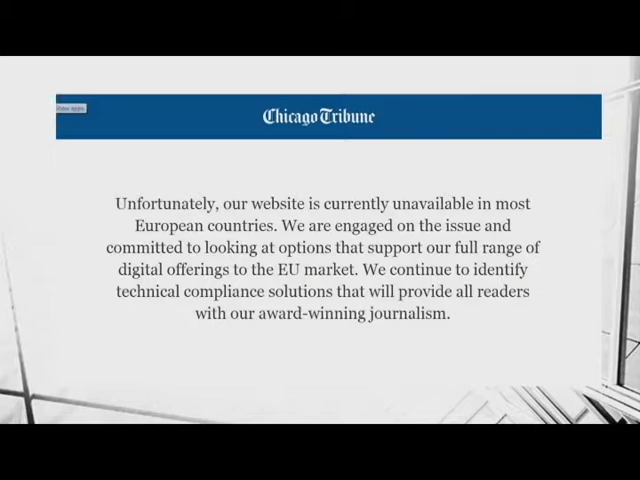 Chicago Tribune
Unfortunately, our website is currently unavailable in most
European countries. We are engaged on the issue and
committed to looking at options that support our full range of
digital offerings to the EU market. We continue to identify
technical compliance solutions that will provide all readers
with our award-winning journalism.